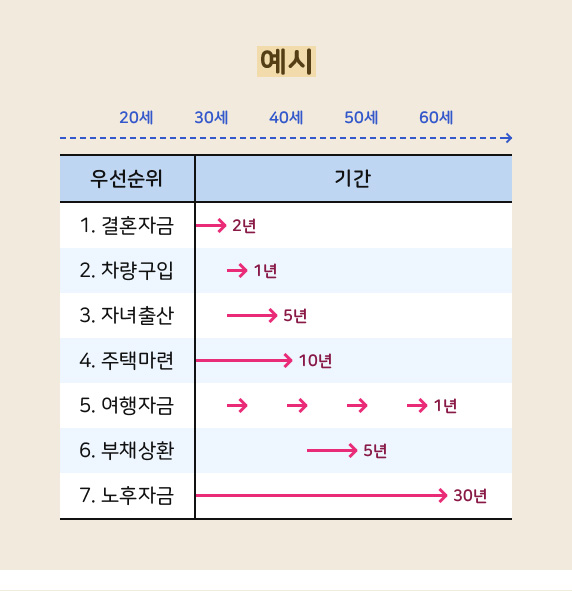 예시
20세 30세 40세 50세 60세
우선순위 기간
1. 결혼자금 2년
2. 차량구입 1년
3. 자녀출산 5년
4. 주택마련 10년
5. 여행자금 1년
6. 부채상환 5년
7. 노후자금 30년